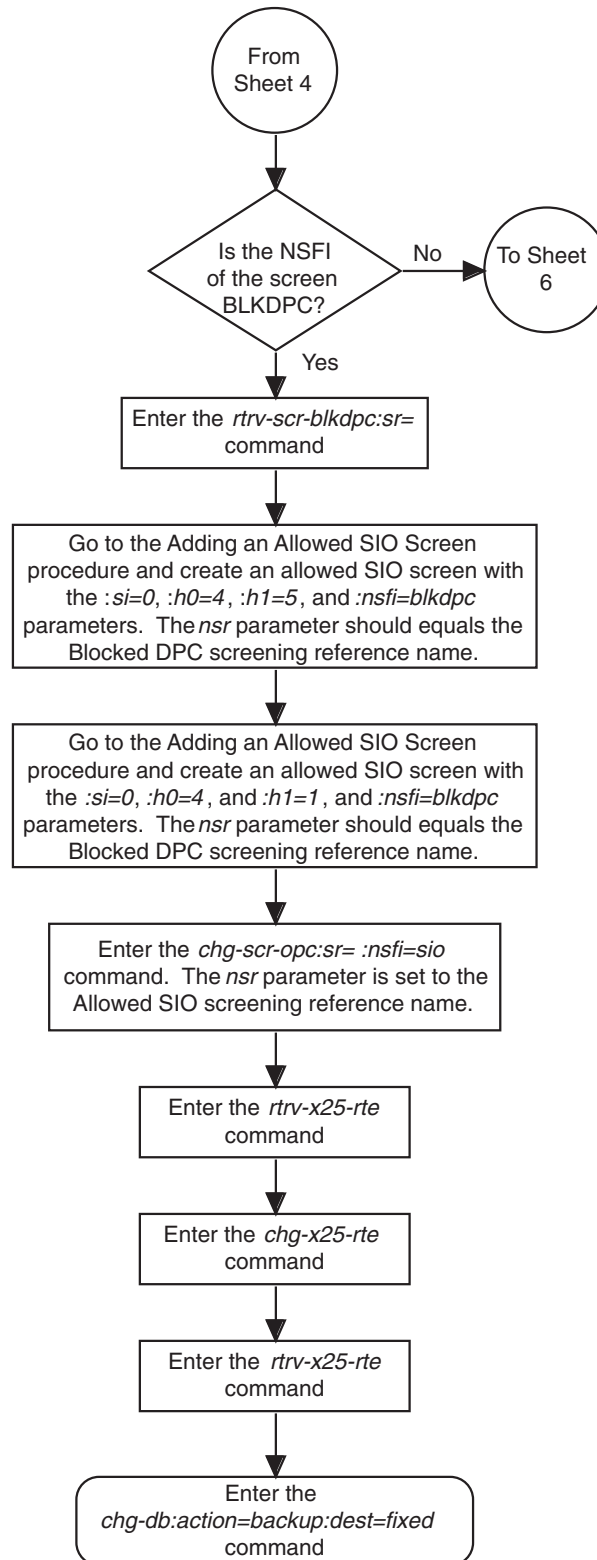 From
Sheet 4
Is the NSFI
of the screen
BLKDPC?
No
To Sheet
6
Yes
Enter the rtrv-scr-blkdpc:sr=
command
Go to the Adding an Allowed SIO Screen
procedure and create an allowed SIO screen with
the :si=0, :h0=4, :h1=5, and :nsfi=blkdpc
parameters. The nsr parameter should equals the
Blocked DPC screening reference name.
Go to the Adding an Allowed SIO Screen
procedure and create an allowed SIO screen with
the :si=0, :h0=4, and :h1=1, and :nsfi=blkdpc
parameters. The nsr parameter should equals the
Blocked DPC screening reference name.
Enter the chg-scr-opc:sr= :nsfi=sio
command. The nsr parameter is set to the
Allowed SIO screening reference name.
Enter the rtrv-x25-rte
command
Enter the chg-x25-rte
command
Enter the rtrv-x25-rte
command
Enter the
chg-db:action=backup:dest=fixed
command